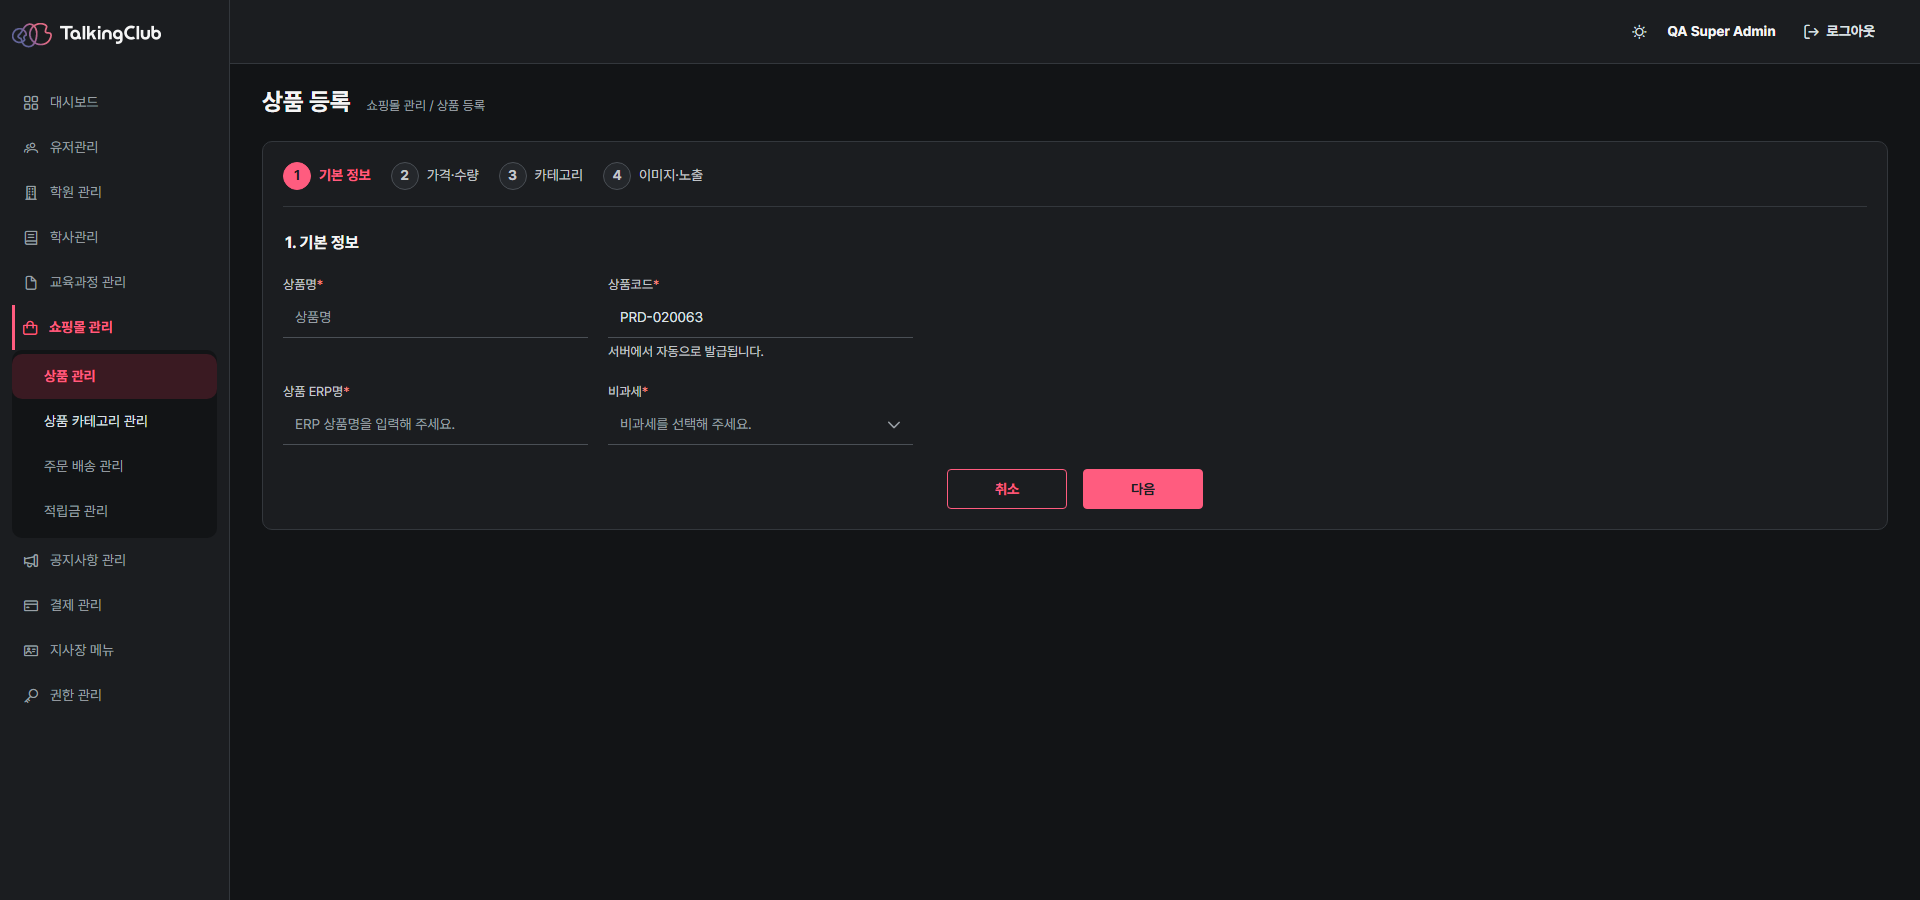 TalkingClub
QA Super Admin
로그아웃
대시보드
유저관리
학원 관리
학사관리
교육과정 관리
쇼핑몰 관리
상품 관리
상품 카테고리 관리
주문 배송 관리
적립금 관리
공지사항 관리
결제 관리
지사장 메뉴
권한 관리
상품 등록 쇼핑몰 관리 / 상품 등록
1 기본 정보 2 가격·수량 3 카테고리 4 이미지·노출
1. 기본 정보
상품명* 상품코드*
상품명 PRD-020063
서버에서 자동으로 발급됩니다.
상품 ERP명* 비과세*
ERP 상품명을 입력해 주세요. 비과세를 선택해 주세요.
취소 다음